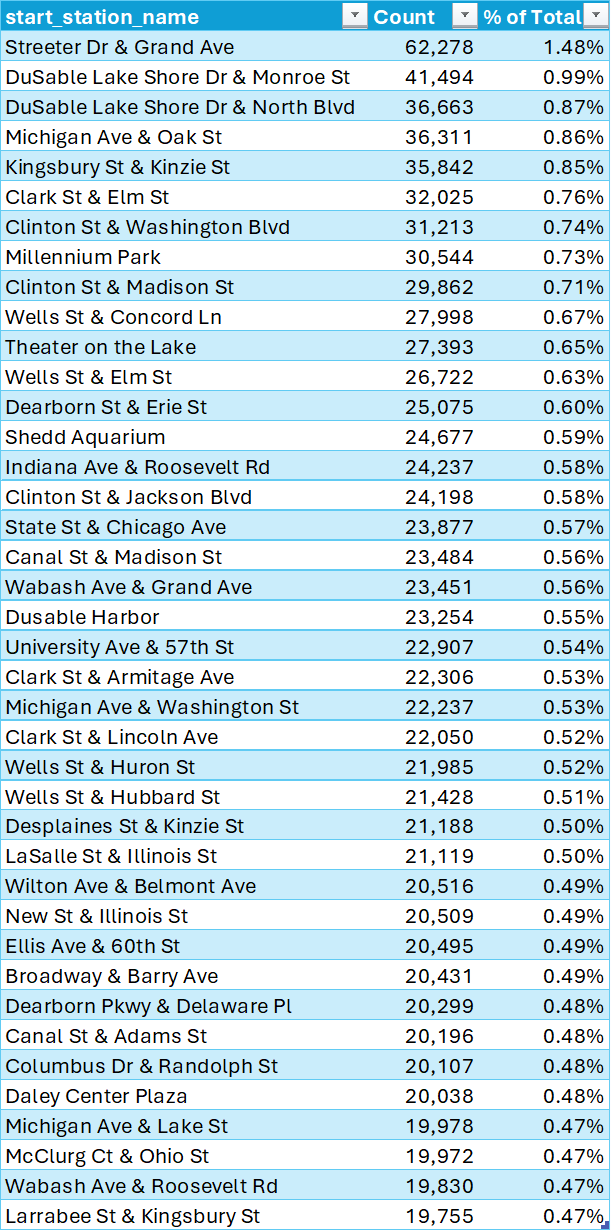 start_station_name Count % of Total
Streeter Dr & Grand Ave 62,278 1.48%
DuSable Lake Shore Dr & Monroe St 41,494 0.99%
DuSable Lake Shore Dr & North Blvd 36,663 0.87%
Michigan Ave & Oak St 36,311 0.86%
Kingsbury St & Kinzie St 35,842 0.85%
Clark St & Elm St 32,025 0.76%
Clinton St & Washington Blvd 31,213 0.74%
Millennium Park 30,544 0.73%
Clinton St & Madison St 29,862 0.71%
Wells St & Concord Ln 27,998 0.67%
Theater on the Lake 27,393 0.65%
Wells St & Elm St 26,722 0.63%
Dearborn St & Erie St 25,075 0.60%
Shedd Aquarium 24,677 0.59%
Indiana Ave & Roosevelt Rd 24,237 0.58%
Clinton St & Jackson Blvd 24,198 0.58%
State St & Chicago Ave 23,877 0.57%
Canal St & Madison St 23,484 0.56%
Wabash Ave & Grand Ave 23,451 0.56%
Dusable Harbor 23,254 0.55%
University Ave & 57th St 22,907 0.54%
Clark St & Armitage Ave 22,306 0.53%
Michigan Ave & Washington St 22,237 0.53%
Clark St & Lincoln Ave 22,050 0.52%
Wells St & Huron St 21,985 0.52%
Wells St & Hubbard St 21,428 0.51%
Desplaines St & Kinzie St 21,188 0.50%
LaSalle St & Illinois St 21,119 0.50%
Wilton Ave & Belmont Ave 20,516 0.49%
New St & Illinois St 20,509 0.49%
Ellis Ave & 60th St 20,495 0.49%
Broadway & Barry Ave 20,431 0.49%
Dearborn Pkwy & Delaware Pl 20,299 0.48%
Canal St & Adams St 20,196 0.48%
Columbus Dr & Randolph St 20,107 0.48%
Daley Center Plaza 20,038 0.48%
Michigan Ave & Lake St 19,978 0.47%
McClurg Ct & Ohio St 19,972 0.47%
Wabash Ave & Roosevelt Rd 19,830 0.47%
Larrabee St & Kingsbury St 19,755 0.47%